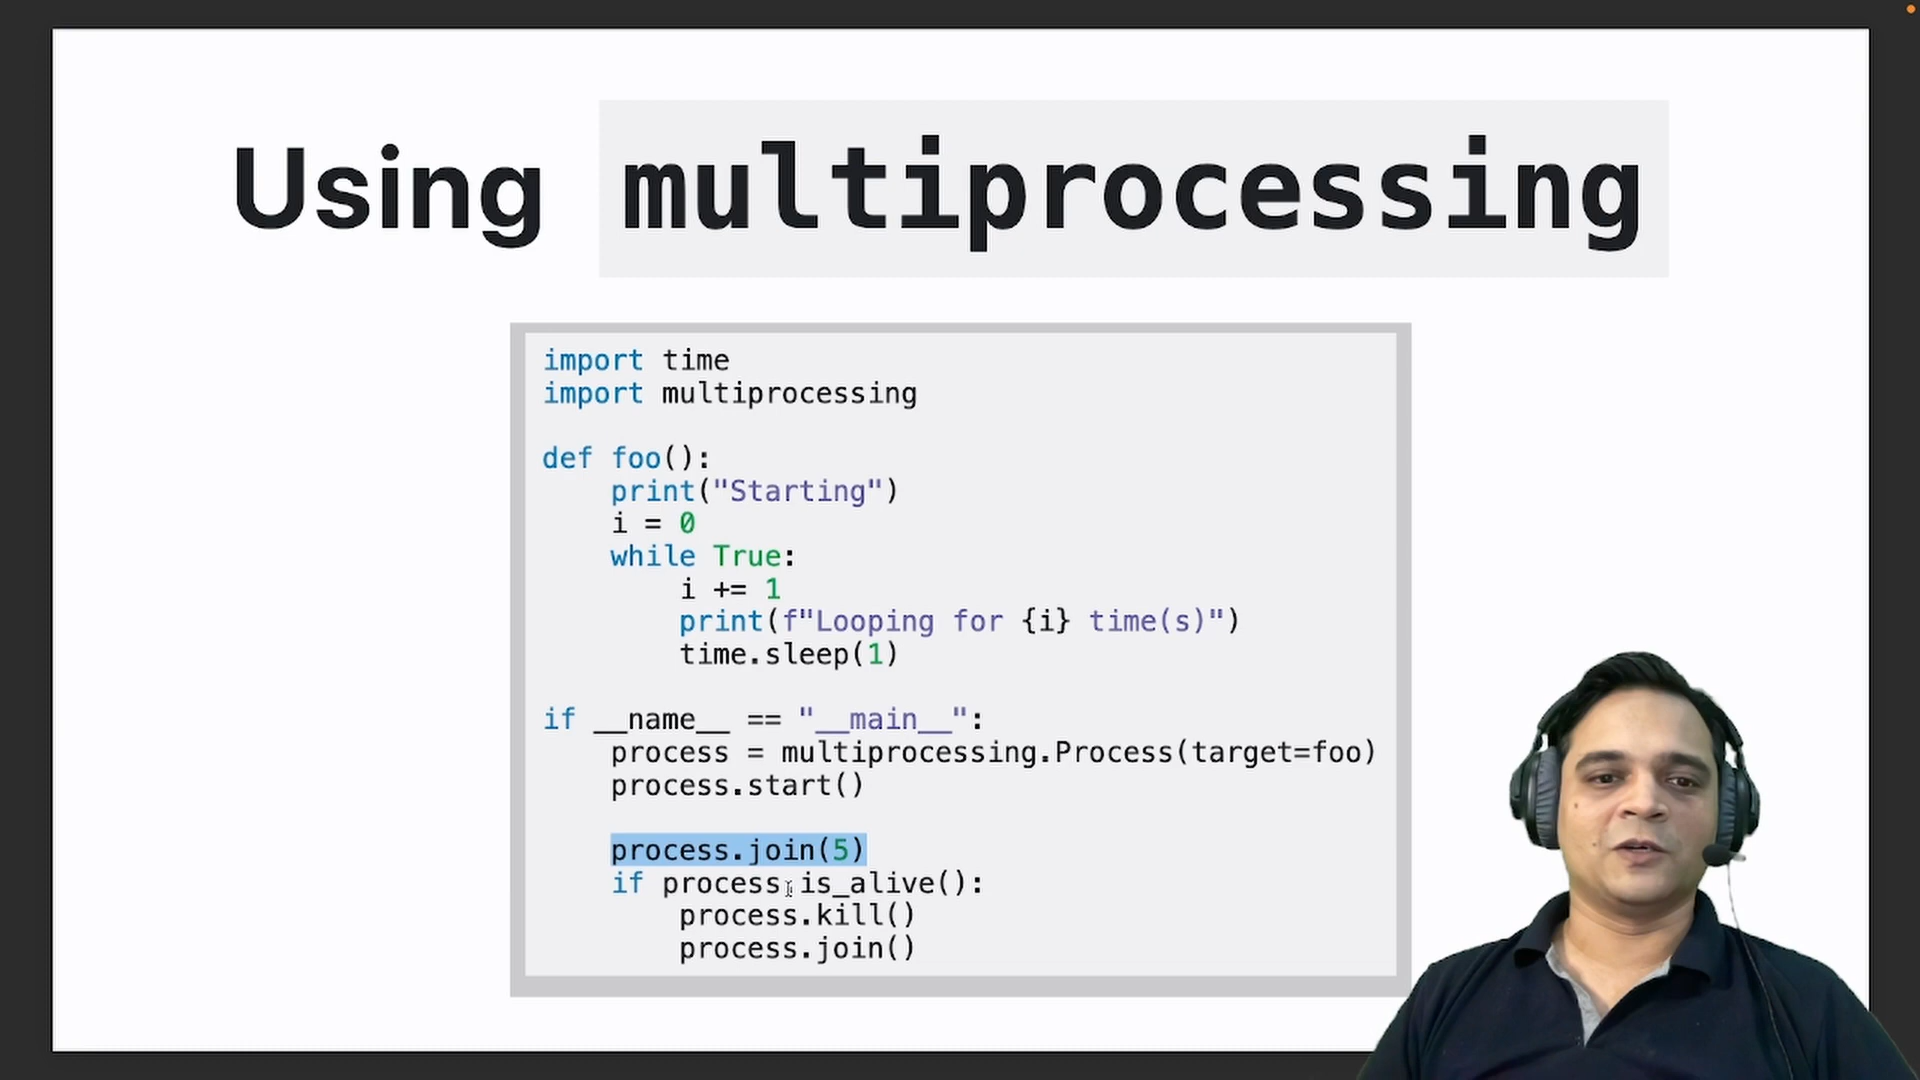 Using multiprocessing
import time
import multiprocessing
def foo():
    print("Starting")
    i = 0
    while True:
        i += 1
        print(f"Looping for {i} time(s)")
        time.sleep(1)
if __name__ == "__main__":
    process = multiprocessing.Process(target=foo)
    process.start()
    process.join(5)
    if process.is_alive():
        process.kill()
        process.join()